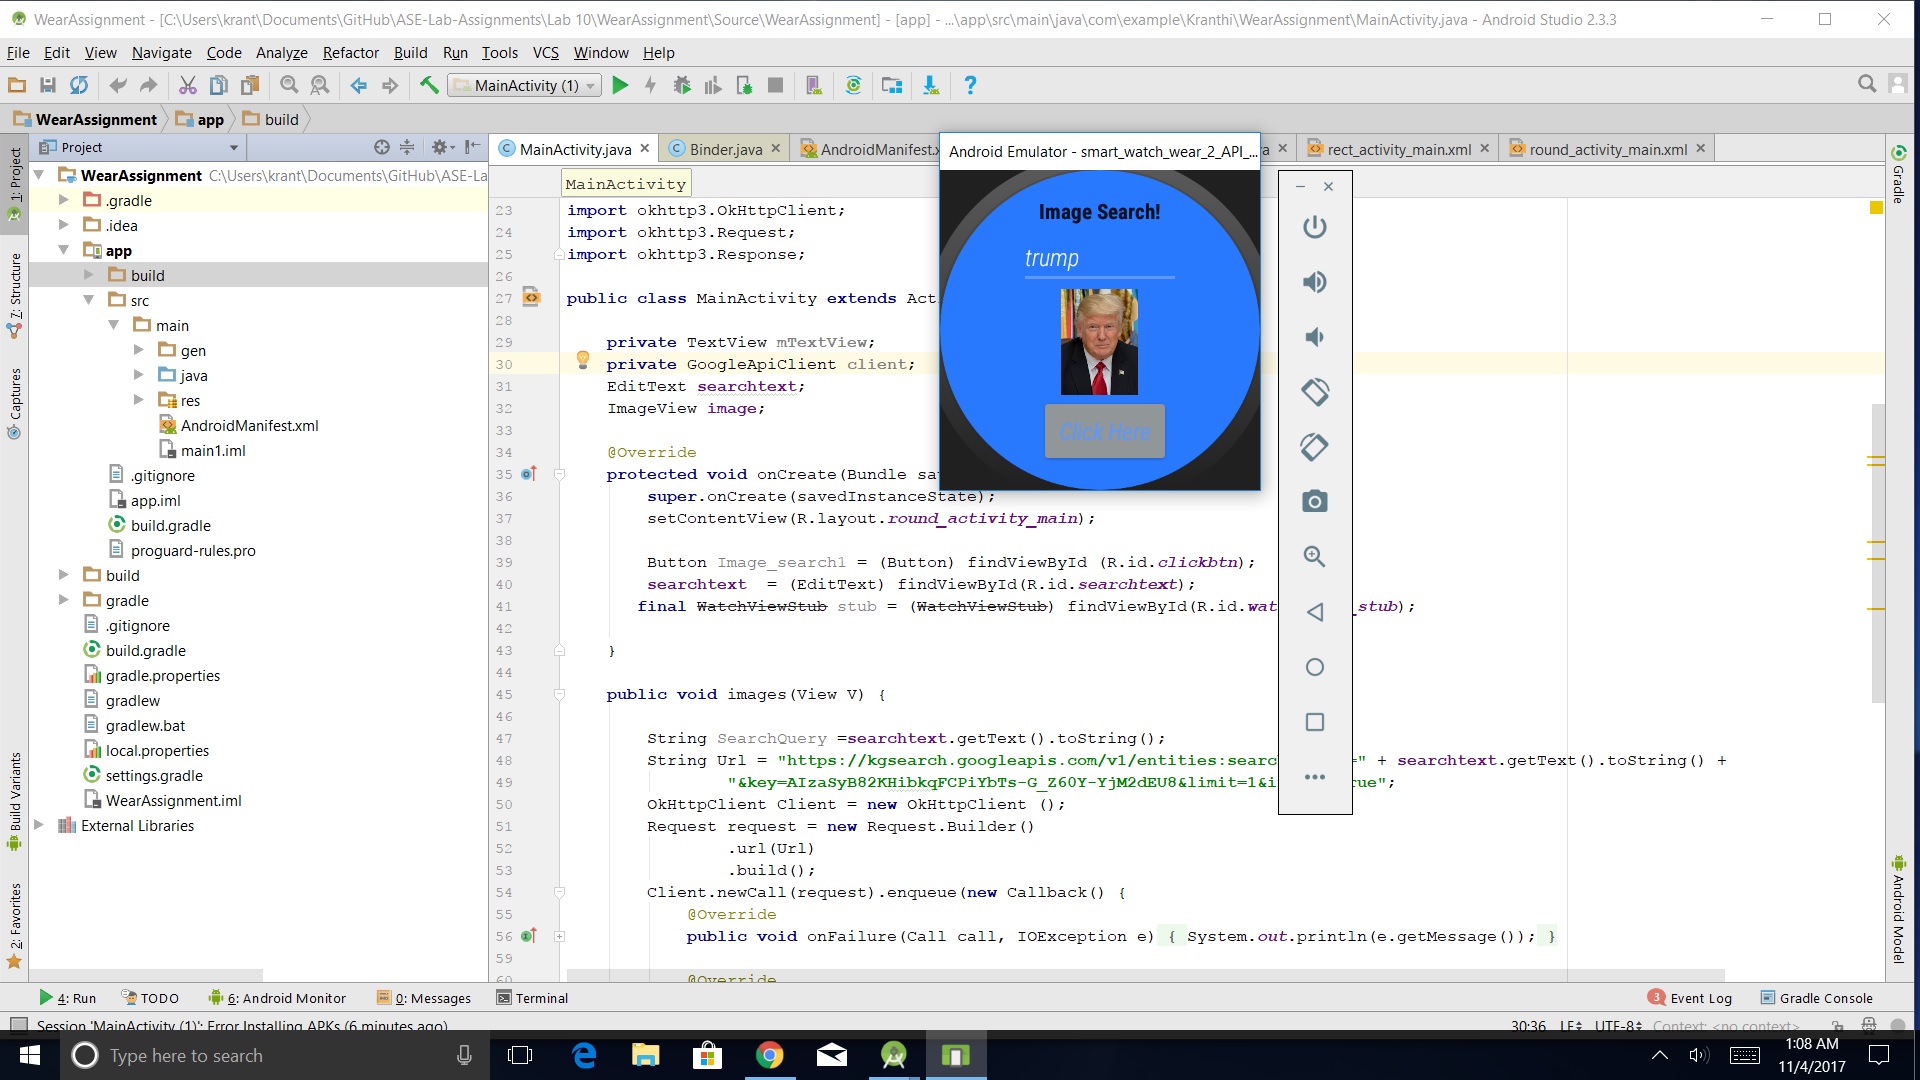 WearAssignment - [C:\Users\krant\Documents\GitHub\ASE-Lab-Assignments\Lab 10\WearAssignment\Source\WearAssignment] - [app] - ...\app\src\main\java\com\example\Kranthi\WearAssignment\MainActivity.java - Android Studio 2.3.3
File Edit View Navigate Code Analyze Refactor Build Run Tools VCS Window Help
MainActivity (1)
WearAssignment app build
Project
MainActivity.java Binder.java AndroidManifest.x rect_activity_main.xml round_activity_main.xml
Android Emulator - smart_watch_wear_2_API_...
Image Search!
trump
Click Here
1: Project
7: Structure
Captures
Build Variants
2: Favorites
Gradle
Android Model
WearAssignment C:\Users\krant\Documents\GitHub\ASE-La
.gradle
.idea
app
build
src
main
gen
java
res
AndroidManifest.xml
main1.iml
.gitignore
app.iml
build.gradle
proguard-rules.pro
build
gradle
.gitignore
build.gradle
gradle.properties
gradlew
gradlew.bat
local.properties
settings.gradle
WearAssignment.iml
External Libraries
MainActivity
23 import okhttp3.OkHttpClient;
24 import okhttp3.Request;
25 import okhttp3.Response;
26
27 public class MainActivity extends Act
28
29 private TextView mTextView;
30 private GoogleApiClient client;
31 EditText searchtext;
32 ImageView image;
33
34 @Override
35 protected void onCreate(Bundle sa
36 super.onCreate(savedInstanceState);
37 setContentView(R.layout.round_activity_main);
38
39 Button Image_search1 = (Button) findViewById (R.id.clickbtn);
40 searchtext = (EditText) findViewById(R.id.searchtext);
41 final WatchViewStub stub = (WatchViewStub) findViewById(R.id.wat _stub);
42
43 }
44
45 public void images(View V) {
46
47 String SearchQuery =searchtext.getText().toString();
48 String Url = "https://kgsearch.googleapis.com/v1/entities:searc =" + searchtext.getText().toString() +
49 "&key=AIzaSyB82KHibkqFCPiYbTs-G_Z60Y-YjM2dEU8&limit=1&i rue";
50 OkHttpClient Client = new OkHttpClient ();
51 Request request = new Request.Builder()
52 .url(Url)
53 .build();
54 Client.newCall(request).enqueue(new Callback() {
55 @Override
56 public void onFailure(Call call, IOException e) { System.out.println(e.getMessage()); }
59
60 @Override
4: Run TODO 6: Android Monitor 0: Messages Terminal 3 Event Log Gradle Console
Session 'MainActivity (1)': Error Installing APKs (6 minutes ago) 30:36 LF UTF-8 Context: <no context>
Type here to search
1:08 AM
11/4/2017